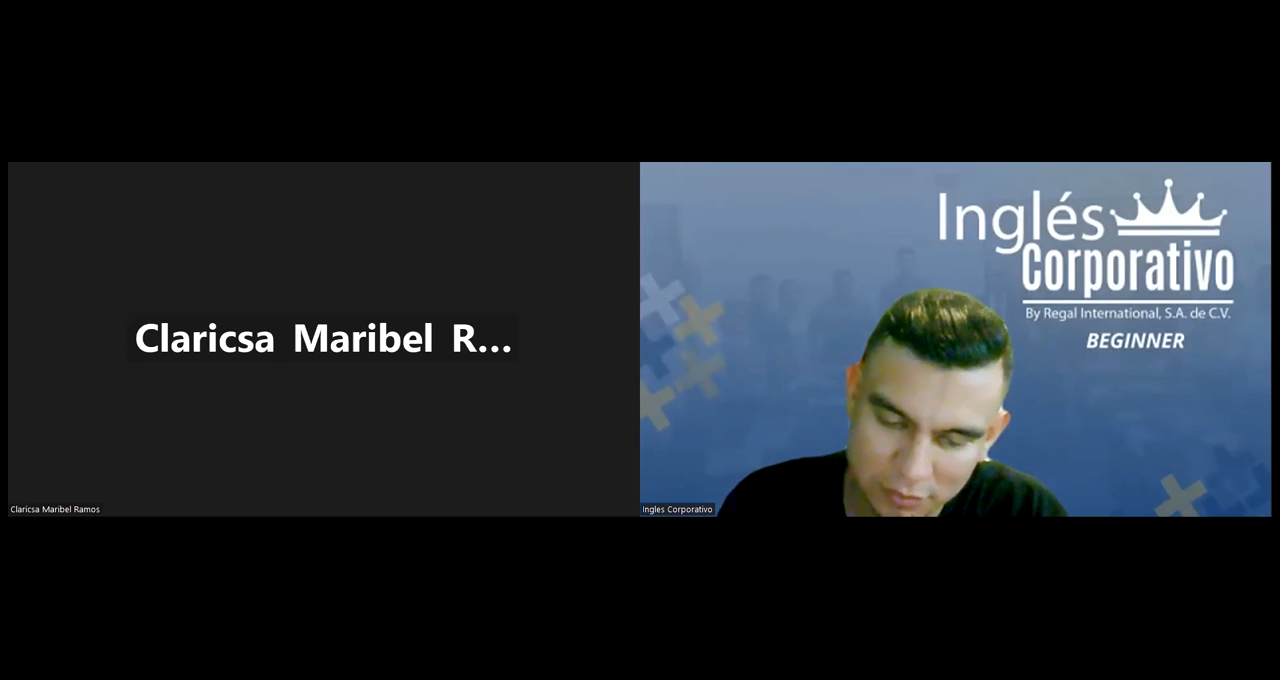 Claricsa Maribel R...
Claricsa Maribel Ramos
Inglés
Corporativo
By Regal International, S.A. de C.V.
BEGINNER
Ingles Corporativo